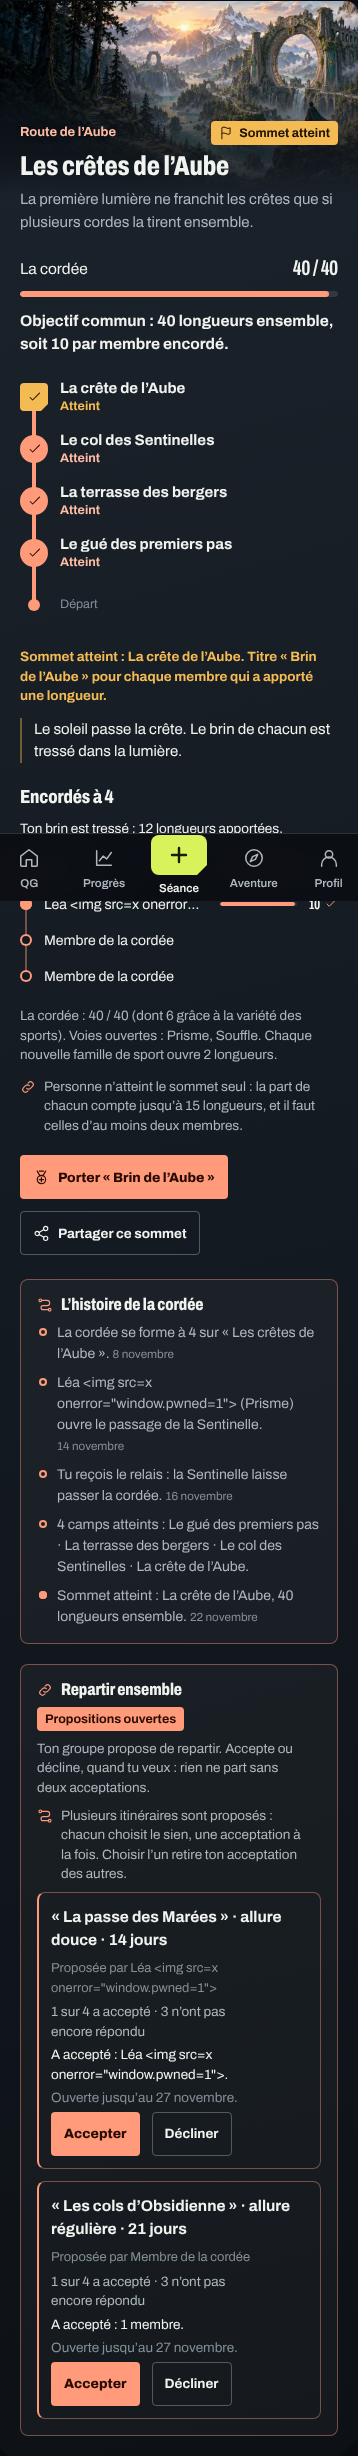 Route de l'Aube
Sommet atteint
Les crêtes de l'Aube
La première lumière ne franchit les crêtes que si
plusieurs cordes la tirent ensemble.
La cordée
40 / 40
Objectif commun : 40 longueurs ensemble,
soit 10 par membre encordé.
La crête de l'Aube
Atteint
Le col des Sentinelles
Atteint
La terrasse des bergers
Atteint
Le gué des premiers pas
Atteint
Départ
Sommet atteint : La crête de l'Aube. Titre « Brin
de l'Aube » pour chaque membre qui a apporté
une longueur.
Le soleil passe la crête. Le brin de chacun est
tressé dans la lumière.
Encordés à 4
Ton brin est tressé : 12 longueurs apportées.
QG
Progrès
Séance
Aventure
Profil
Léa <img src=x onerror...
10
Membre de la cordée
Membre de la cordée
La cordée : 40 / 40 (dont 6 grâce à la variété des
sports). Voies ouvertes : Prisme, Souffle. Chaque
nouvelle famille de sport ouvre 2 longueurs.
Personne n'atteint le sommet seul : la part de
chacun compte jusqu'à 15 longueurs, et il faut
celles d'au moins deux membres.
Porter « Brin de l'Aube »
Partager ce sommet
L'histoire de la cordée
La cordée se forme à 4 sur « Les crêtes de
l'Aube ». 8 novembre
Léa <img src=x
onerror="window.pwned=1"> (Prisme)
ouvre le passage de la Sentinelle.
14 novembre
Tu reçois le relais : la Sentinelle laisse
passer la cordée. 16 novembre
4 camps atteints : Le gué des premiers pas
· La terrasse des bergers · Le col des
Sentinelles · La crête de l'Aube.
Sommet atteint : La crête de l'Aube, 40
longueurs ensemble. 22 novembre
Repartir ensemble
Propositions ouvertes
Ton groupe propose de repartir. Accepte ou
décline, quand tu veux : rien ne part sans
deux acceptations.
Plusieurs itinéraires sont proposés :
chacun choisit le sien, une acceptation à
la fois. Choisir l'un retire ton acceptation
des autres.
« La passe des Marées » · allure
douce · 14 jours
Proposée par Léa <img src=x
onerror="window.pwned=1">
1 sur 4 a accepté · 3 n'ont pas
encore répondu
A accepté : Léa <img src=x
onerror="window.pwned=1">.
Ouverte jusqu'au 27 novembre.
Accepter
Décliner
« Les cols d'Obsidienne » · allure
régulière · 21 jours
Proposée par Membre de la cordée
1 sur 4 a accepté · 3 n'ont pas
encore répondu
A accepté : 1 membre.
Ouverte jusqu'au 27 novembre.
Accepter
Décliner